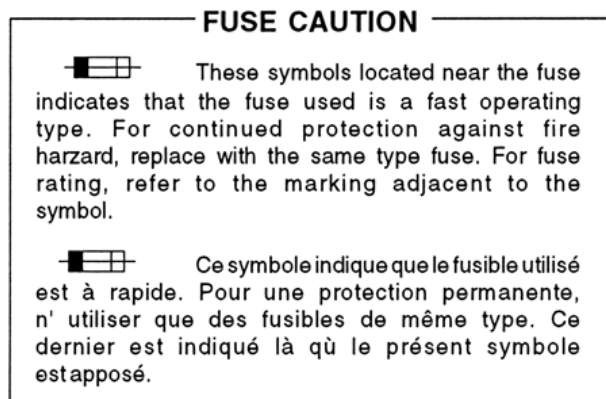 FUSE CAUTION
These symbols located near the fuse
indicates that the fuse used is a fast operating
type. For continued protection against fire
harzard, replace with the same type fuse. For fuse
rating, refer to the marking adjacent to the
symbol.
Ce symbole indique que le fusible utilisé
est à rapide. Pour une protection permanente,
n' utiliser que des fusibles de même type. Ce
dernier est indiqué là qù le présent symbole
est apposé.